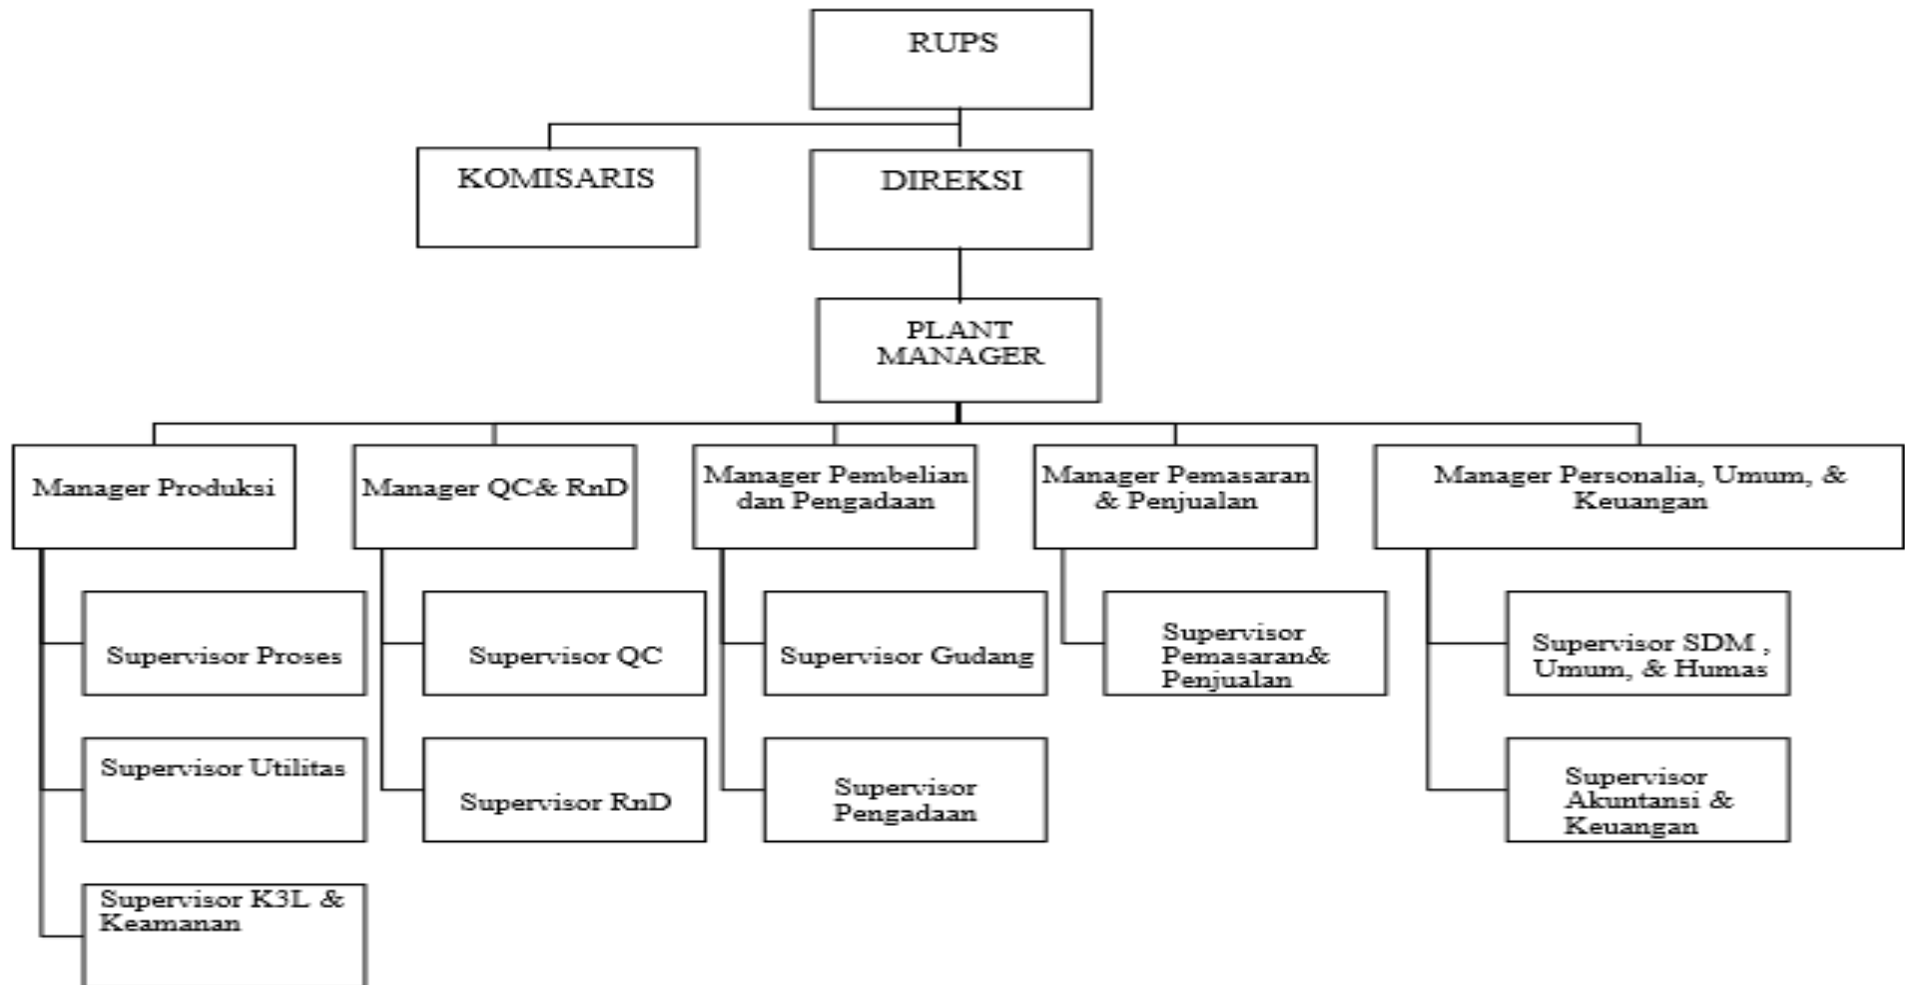 RUPS
KOMISARIS
DIREKSI
PLANT
MANAGER
Manager Produksi
Manager QC& RnD
Manager Pembelian
dan Pengadaan
Manager Pemasaran
& Penjualan
Manager Personalia, Umum, &
Keuangan
Supervisor Proses
Supervisor QC
Supervisor Gudang
Supervisor
Pemasaran&
Penjualan
Supervisor SDM ,
Umum, & Humas
Supervisor Utilitas
Supervisor RnD
Supervisor
Pengadaan
Supervisor
Akuntansi &
Keuangan
Supervisor K3L &
Keamanan